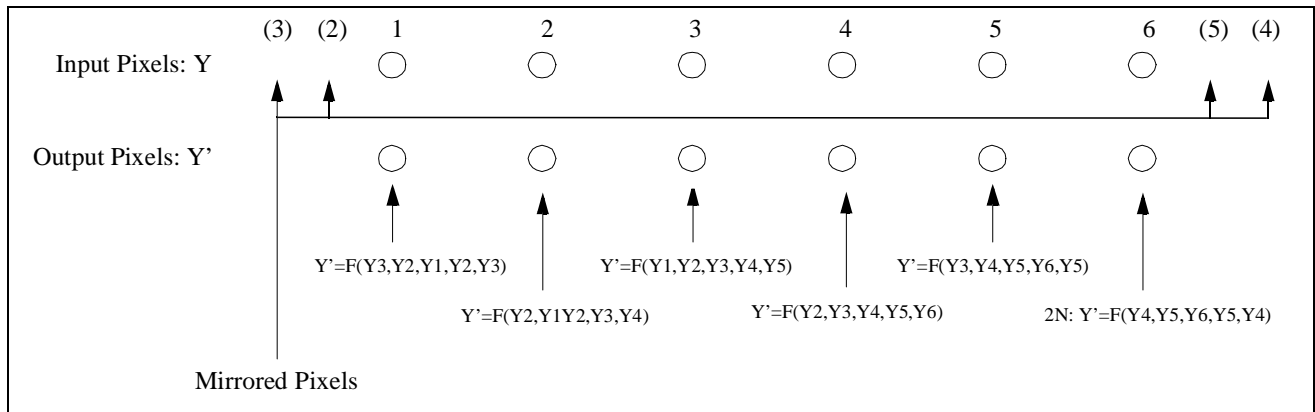 (3) (2) 1 2 3 4 5 6 (5) (4)
Input Pixels: Y
Output Pixels: Y’
Y’=F(Y3,Y2,Y1,Y2,Y3) Y’=F(Y1,Y2,Y3,Y4,Y5) Y’=F(Y3,Y4,Y5,Y6,Y5)
Y’=F(Y2,Y1Y2,Y3,Y4) Y’=F(Y2,Y3,Y4,Y5,Y6) 2N: Y’=F(Y4,Y5,Y6,Y5,Y4)
Mirrored Pixels